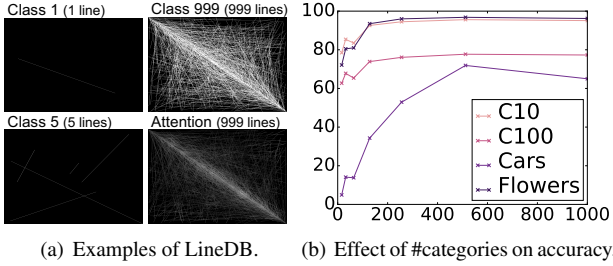 Class 1 (1 line)
Class 999 (999 lines)
Class 5 (5 lines)
Attention (999 lines)
(a) Examples of LineDB.
100
80
60
40
20
0
0
200
400
600
800
1000
C10
C100
Cars
Flowers
(b) Effect of #categories on accuracy